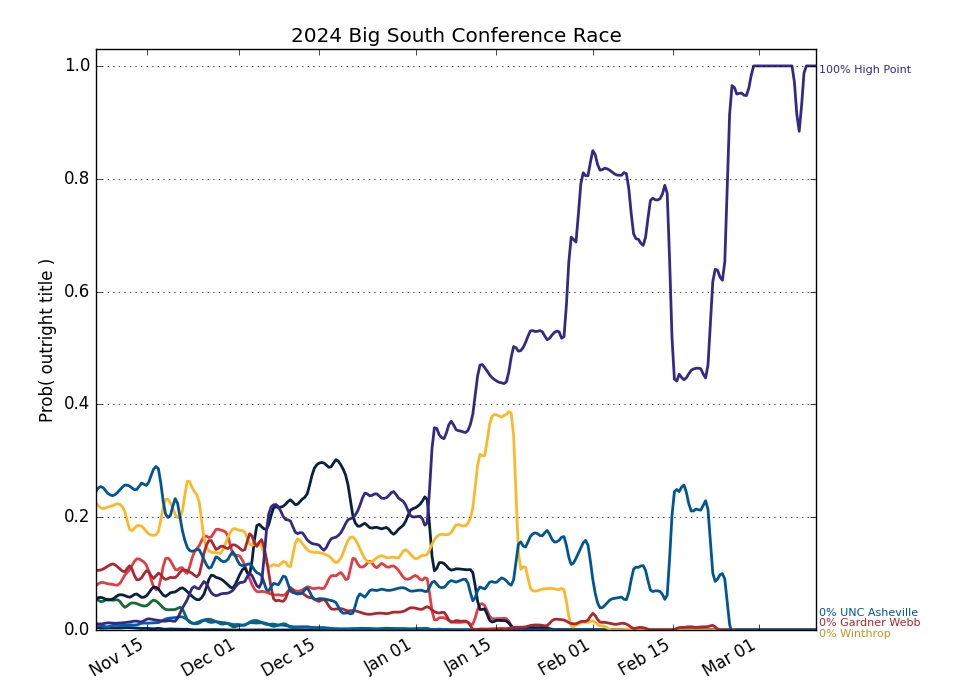 2024 Big South Conference Race
Prob( outright title )
1.0
0.8
0.6
0.4
0.2
0.0
100% High Point
0% UNC Asheville
0% Gardner Webb
0% Winthrop
Nov 15
Dec 01
Dec 15
Jan 01
Jan 15
Feb 01
Feb 15
Mar 01